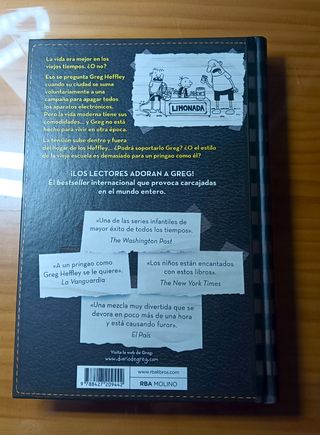 La vida era mejor en los
viejos tiempos. ¿O no?
Eso se pregunta Greg Heffley
cuando su ciudad se suma
voluntariamente a una
campaña para apagar todos
los aparatos electrónicos.
Pero la vida moderna tiene sus
comodidades... y Greg no está
hecho para vivir en otra época.
LIMONADA
La tensión sube dentro y fuera
del hogar de los Heffley... ¿Podrá soportarlo Greg? ¿O el estilo
de la vieja escuela es demasiado para un pringao como él?
¡LOS LECTORES ADORAN A GREG!
El bestseller internacional que provoca carcajadas
en el mundo entero.
«Una de las series infantiles de
mayor éxito de todos los tiempos».
The Washington Post
«A un pringao como
Greg Heffley se le quiere».
La Vanguardia
«Los niños están encantados
con estos libros».
The New York Times
«Una mezcla muy divertida que se
devora en poco más de una hora
y está causando furor».
El País
Visita la web de Greg:
www.diariodegreg.com
www.rbalibros.com
RBA MOLINO
9 788427 209442